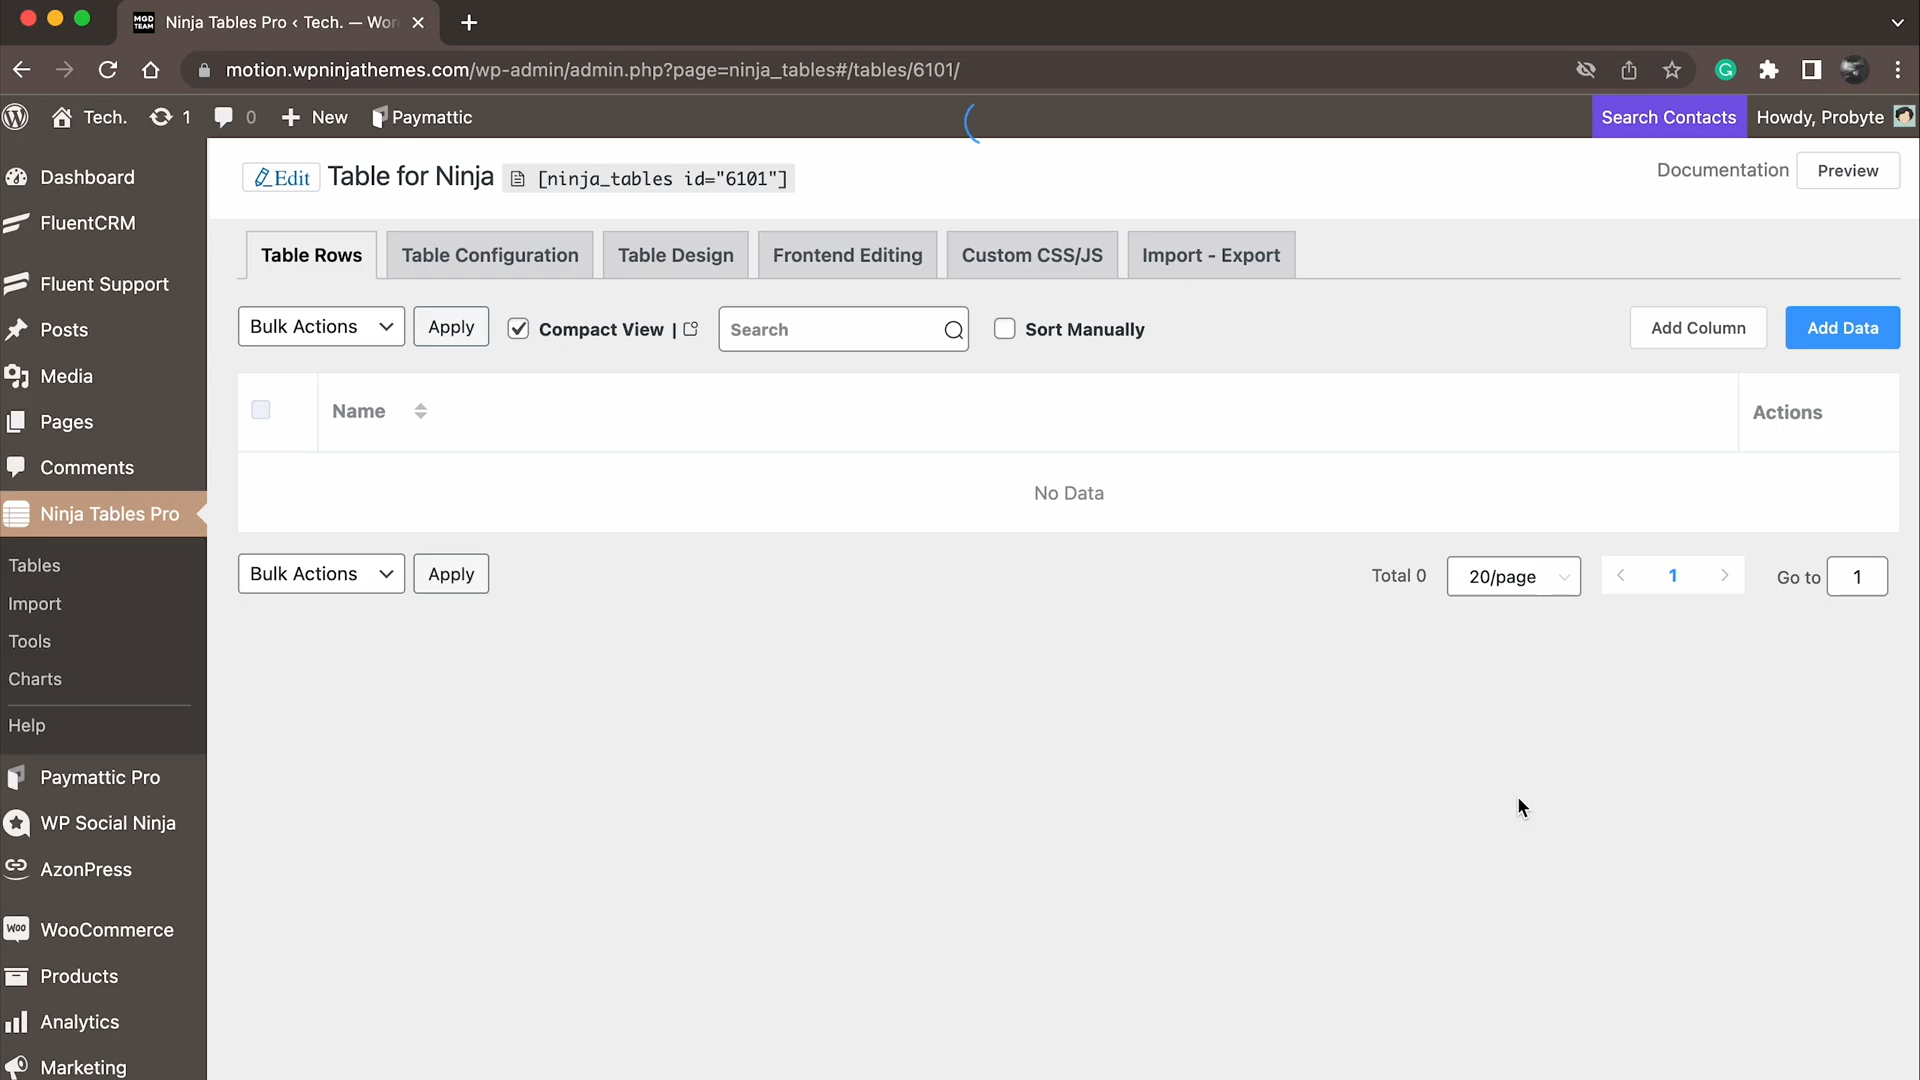 MGD TEAM
Ninja Tables Pro ‹ Tech. — Wor
motion.wpninjathemes.com/wp-admin/admin.php?page=ninja_tables#/tables/6101/
Tech. 1 0 New Paymattic
Search Contacts Howdy, Probyte
Dashboard
FluentCRM
Fluent Support
Posts
Media
Pages
Comments
Ninja Tables Pro
Tables
Import
Tools
Charts
Help
Paymattic Pro
WP Social Ninja
AzonPress
WOO WooCommerce
Products
Analytics
Marketing
Edit Table for Ninja [ninja_tables id="6101"]
Documentation Preview
Table Rows Table Configuration Table Design Frontend Editing Custom CSS/JS Import - Export
Bulk Actions Apply Compact View | Search Sort Manually Add Column Add Data
Name Actions
No Data
Bulk Actions Apply Total 0 20/page 1 Go to 1